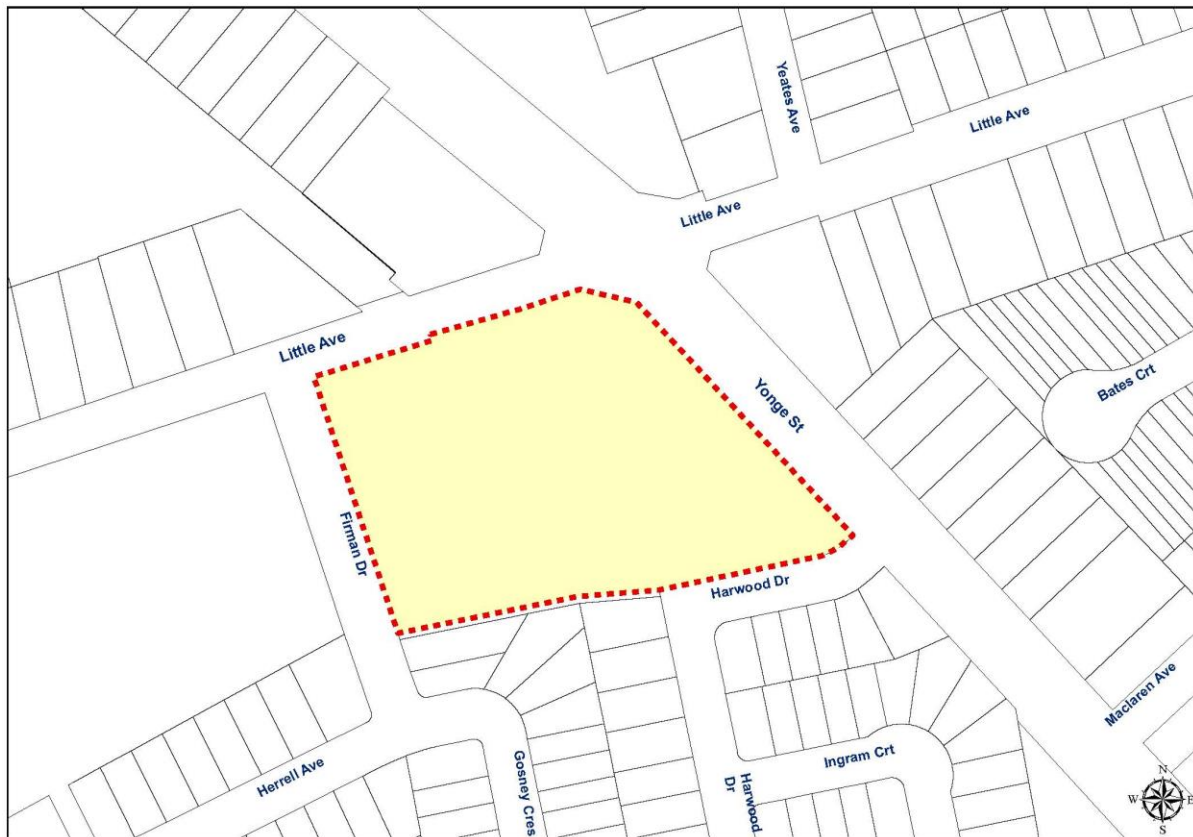 Yeates Ave
Little Ave
Little Ave
Little Ave
Yonge St
Bates Crt
Firman Dr
Harwood Dr
Maclaren Ave
Herrell Ave
Gosney Cres
Harwood
Dr
Ingram Crt
N
W
E
S